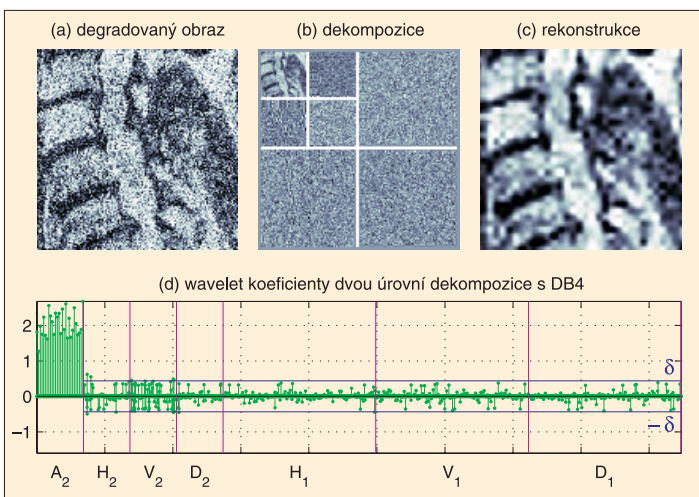 (a) degradovaný obraz (b) dekompozice (c) rekonstrukce
(d) wavelet koeficienty dvou úrovní dekompozice s DB4
2
1
0
−1
δ
−δ
A₂ H₂ V₂ D₂ H₁ V₁ D₁